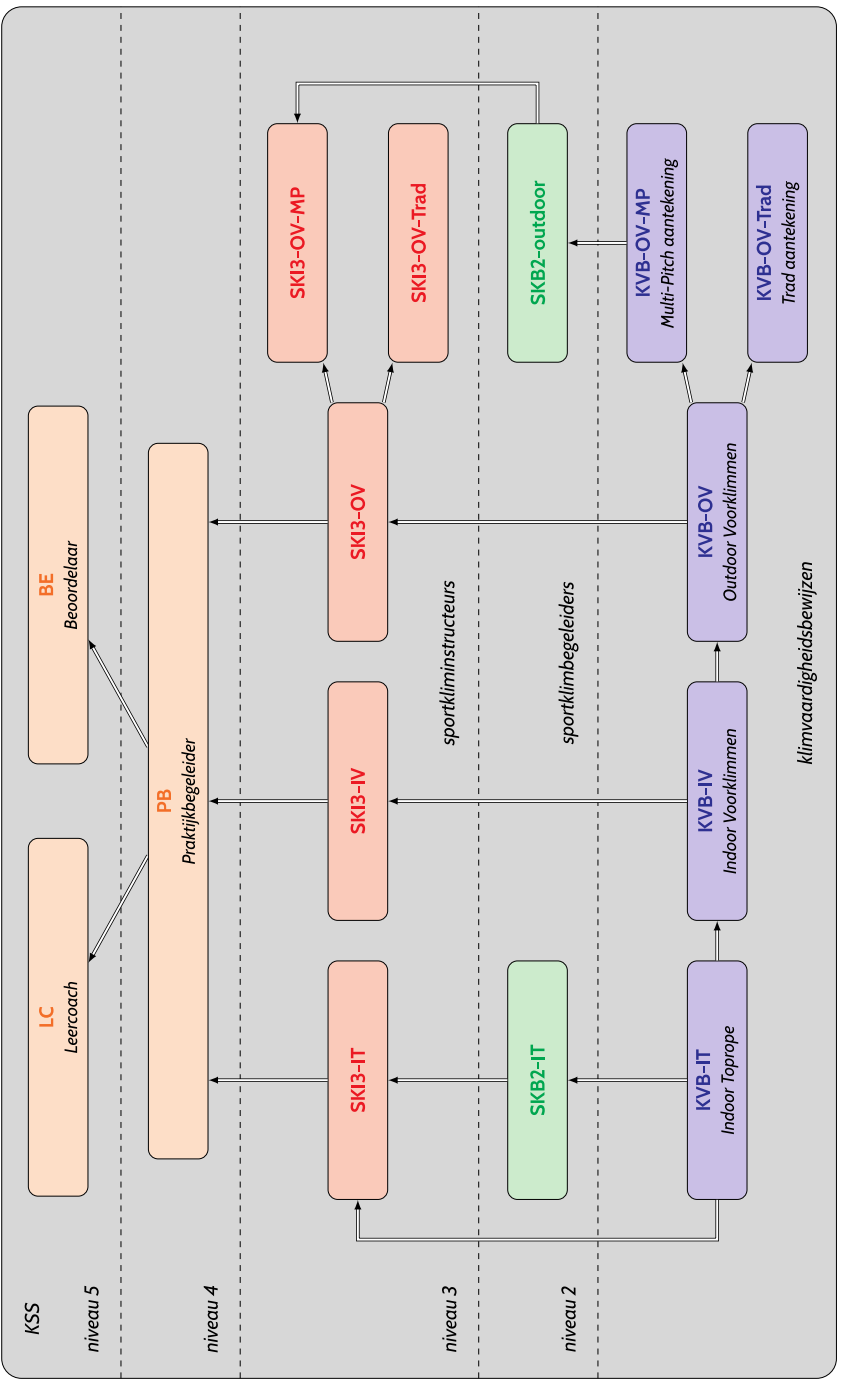 KSS
LC
Leercoach
BE
Beoordelaar
niveau 5
PB
Praktijkbegeleider
niveau 4
SKI3-OV-MP
SKI3-IT
SKI3-IV
SKI3-OV
SKI3-OV-Trad
niveau 3
sportkliminstructeurs
SKB2-IT
SKB2-outdoor
niveau 2
sportklimbegeleiders
KVB-OV-MP
Multi-Pitch aantekening
KVB-IT
Indoor Toprope
KVB-IV
Indoor Voorklimmen
KVB-OV
Outdoor Voorklimmen
KVB-OV-Trad
Trad aantekening
klimvaardigheidsbewijzen